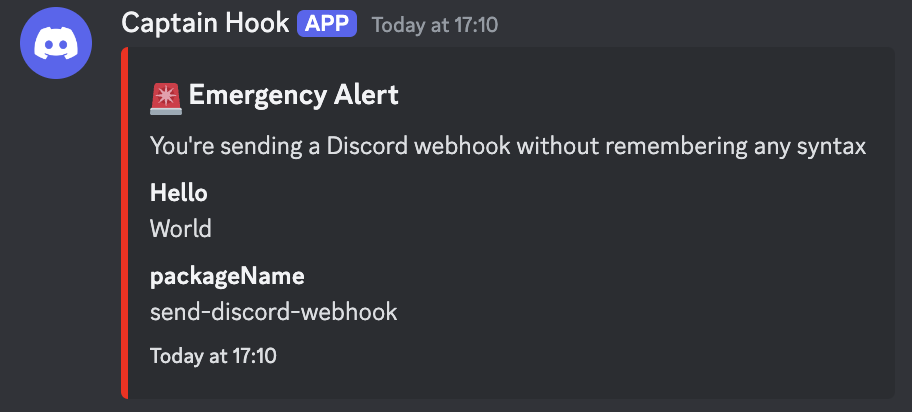 Captain Hook APP Today at 17:10
🚨 Emergency Alert
You're sending a Discord webhook without remembering any syntax
Hello
World
packageName
send-discord-webhook
Today at 17:10